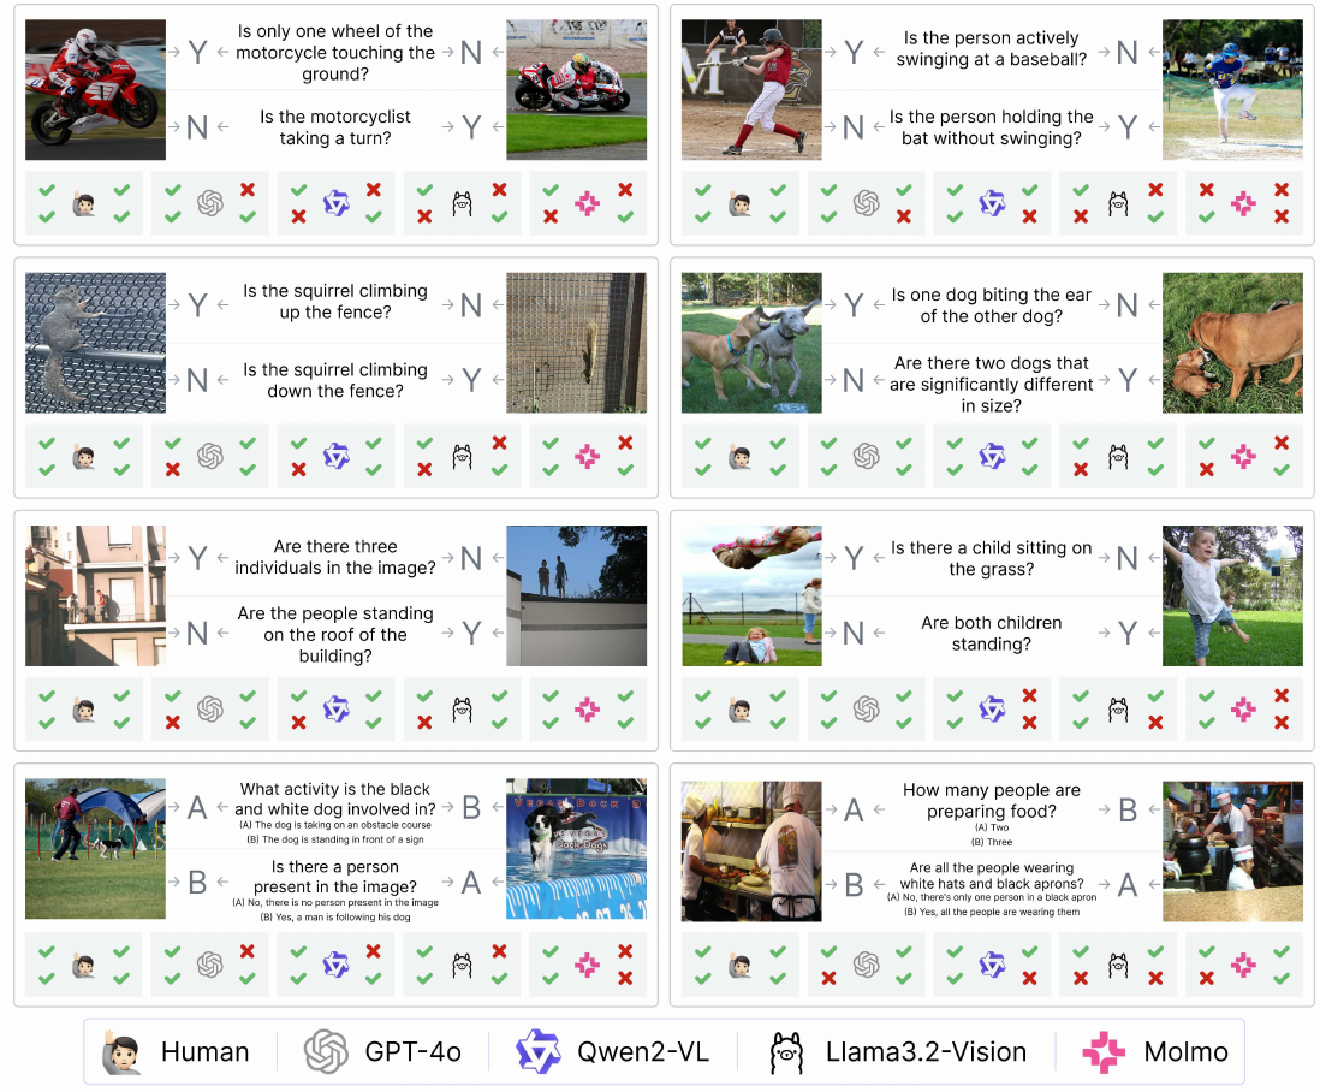 Y
Is only one wheel of the
motorcycle touching the
ground?
N
N
Is the motorcyclist
taking a turn?
Y
Y
Is the person actively
swinging at a baseball?
N
N
Is the person holding the
bat without swinging?
Y
Y
Is the squirrel climbing
up the fence?
N
N
Is the squirrel climbing
down the fence?
Y
Y
Is one dog biting the ear
of the other dog?
N
N
Are there two dogs that
are significantly different
in size?
Y
Y
Are there three
individuals in the image?
N
N
Are the people standing
on the roof of the
building?
Y
Y
Is there a child sitting on
the grass?
N
N
Are both children
standing?
Y
A
What activity is the black
and white dog involved in?
(A) The dog is taking on an obstacle course
(B) The dog is standing in front of a sign
B
B
Is there a person
present in the image?
(A) No, there is no person present in the image
(B) Yes, a man is following his dog
A
A
How many people are
preparing food?
(A) Two
(B) Three
B
B
Are all the people wearing
white hats and black aprons?
(A) No, there's only one person in a black apron
(B) Yes, all the people are wearing them
A
Human
GPT-4o
Qwen2-VL
Llama3.2-Vision
Molmo